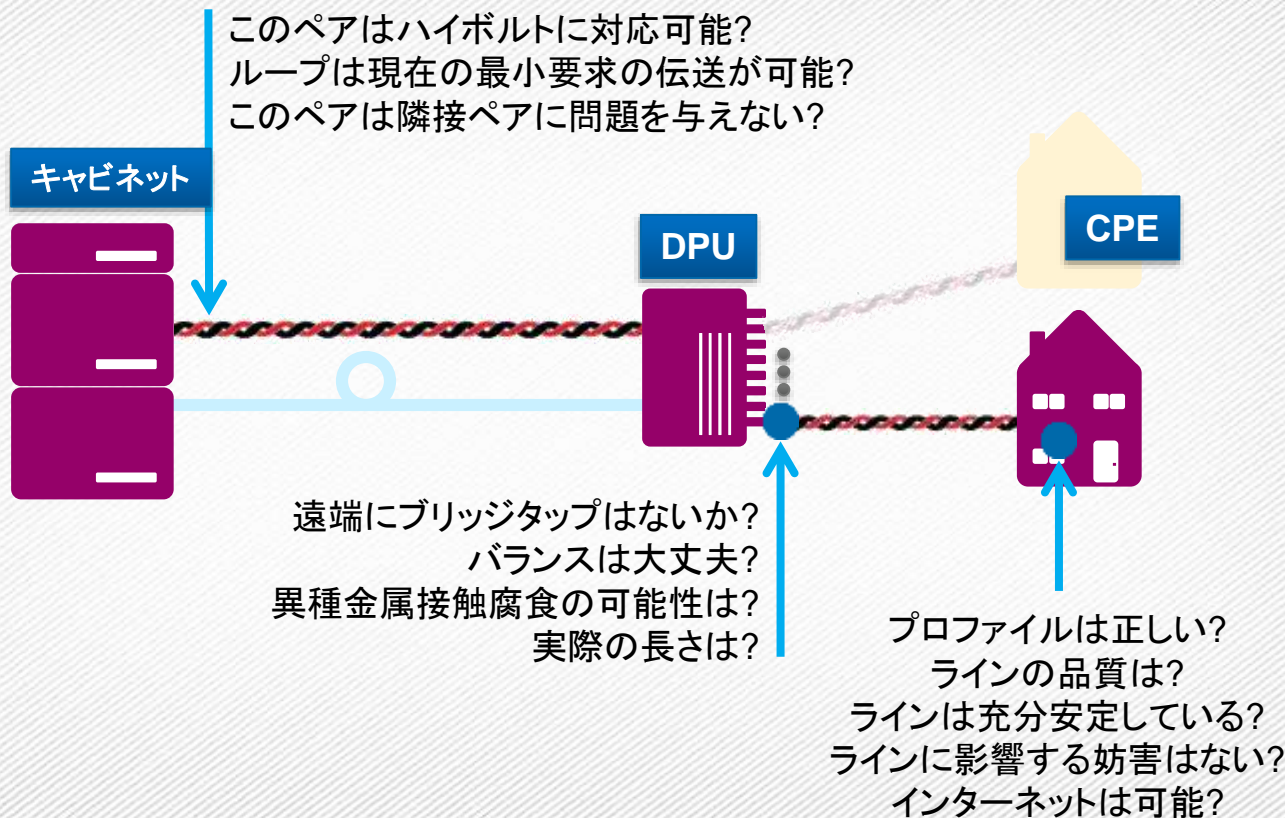 このペアはハイボルトに対応可能?
ループは現在の最小要求の伝送が可能?
このペアは隣接ペアに問題を与えない?
キャビネット
DPU
CPE
遠端にブリッジタップはないか?
バランスは大丈夫?
異種金属接触腐食の可能性は?
実際の長さは?
プロファイルは正しい?
ラインの品質は?
ラインは充分安定している?
ラインに影響する妨害はない?
インターネットは可能?